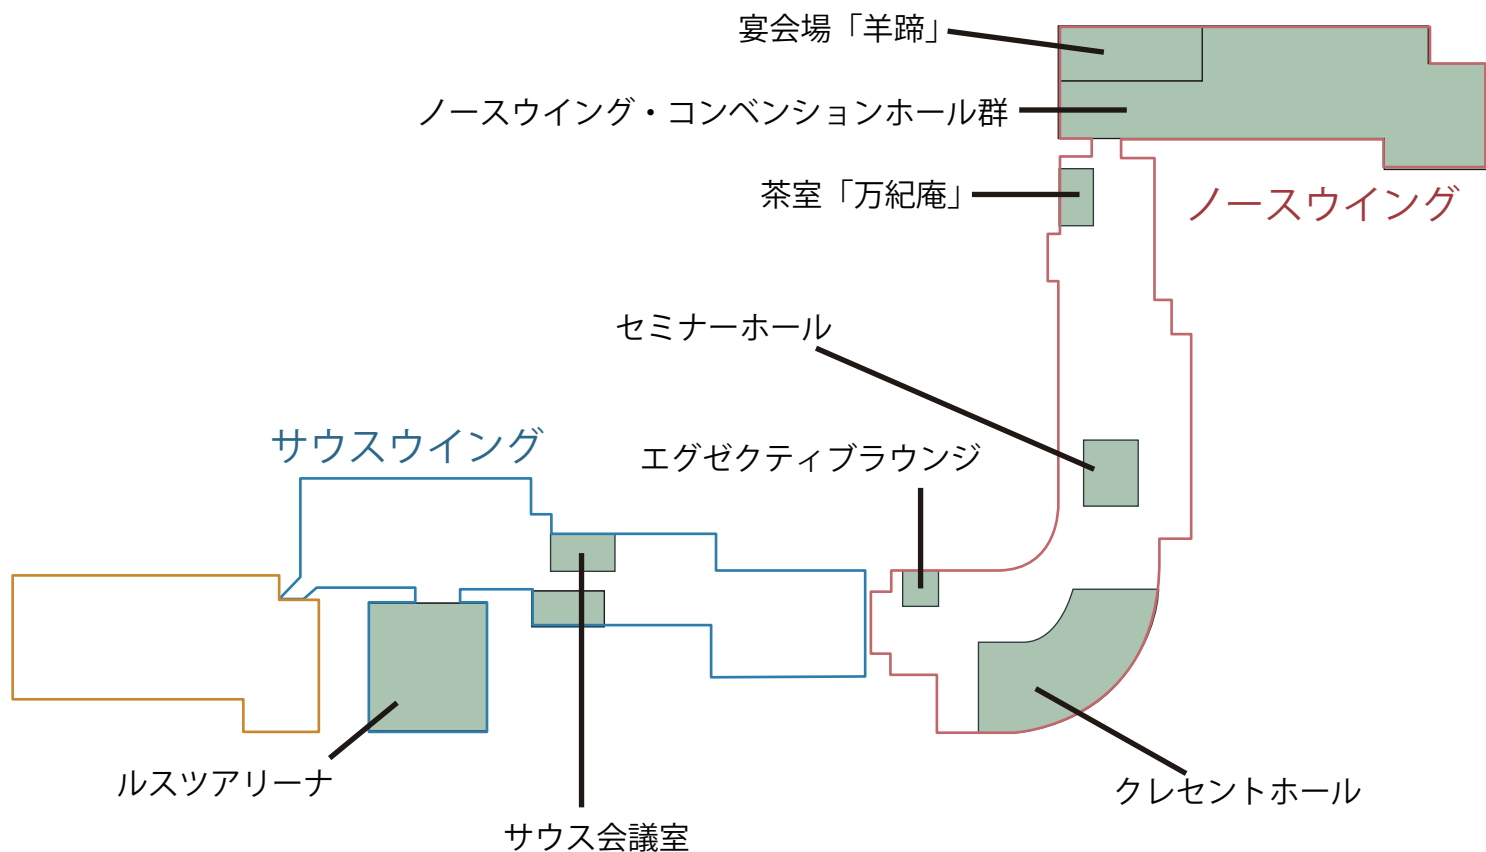 宴会場「羊蹄」
ノースウイング・コンベンションホール群
茶室「万紀庵」
ノースウイング
セミナーホール
サウスウイング
エグゼクティブラウンジ
ルスツアリーナ
クレセントホール
サウス会議室